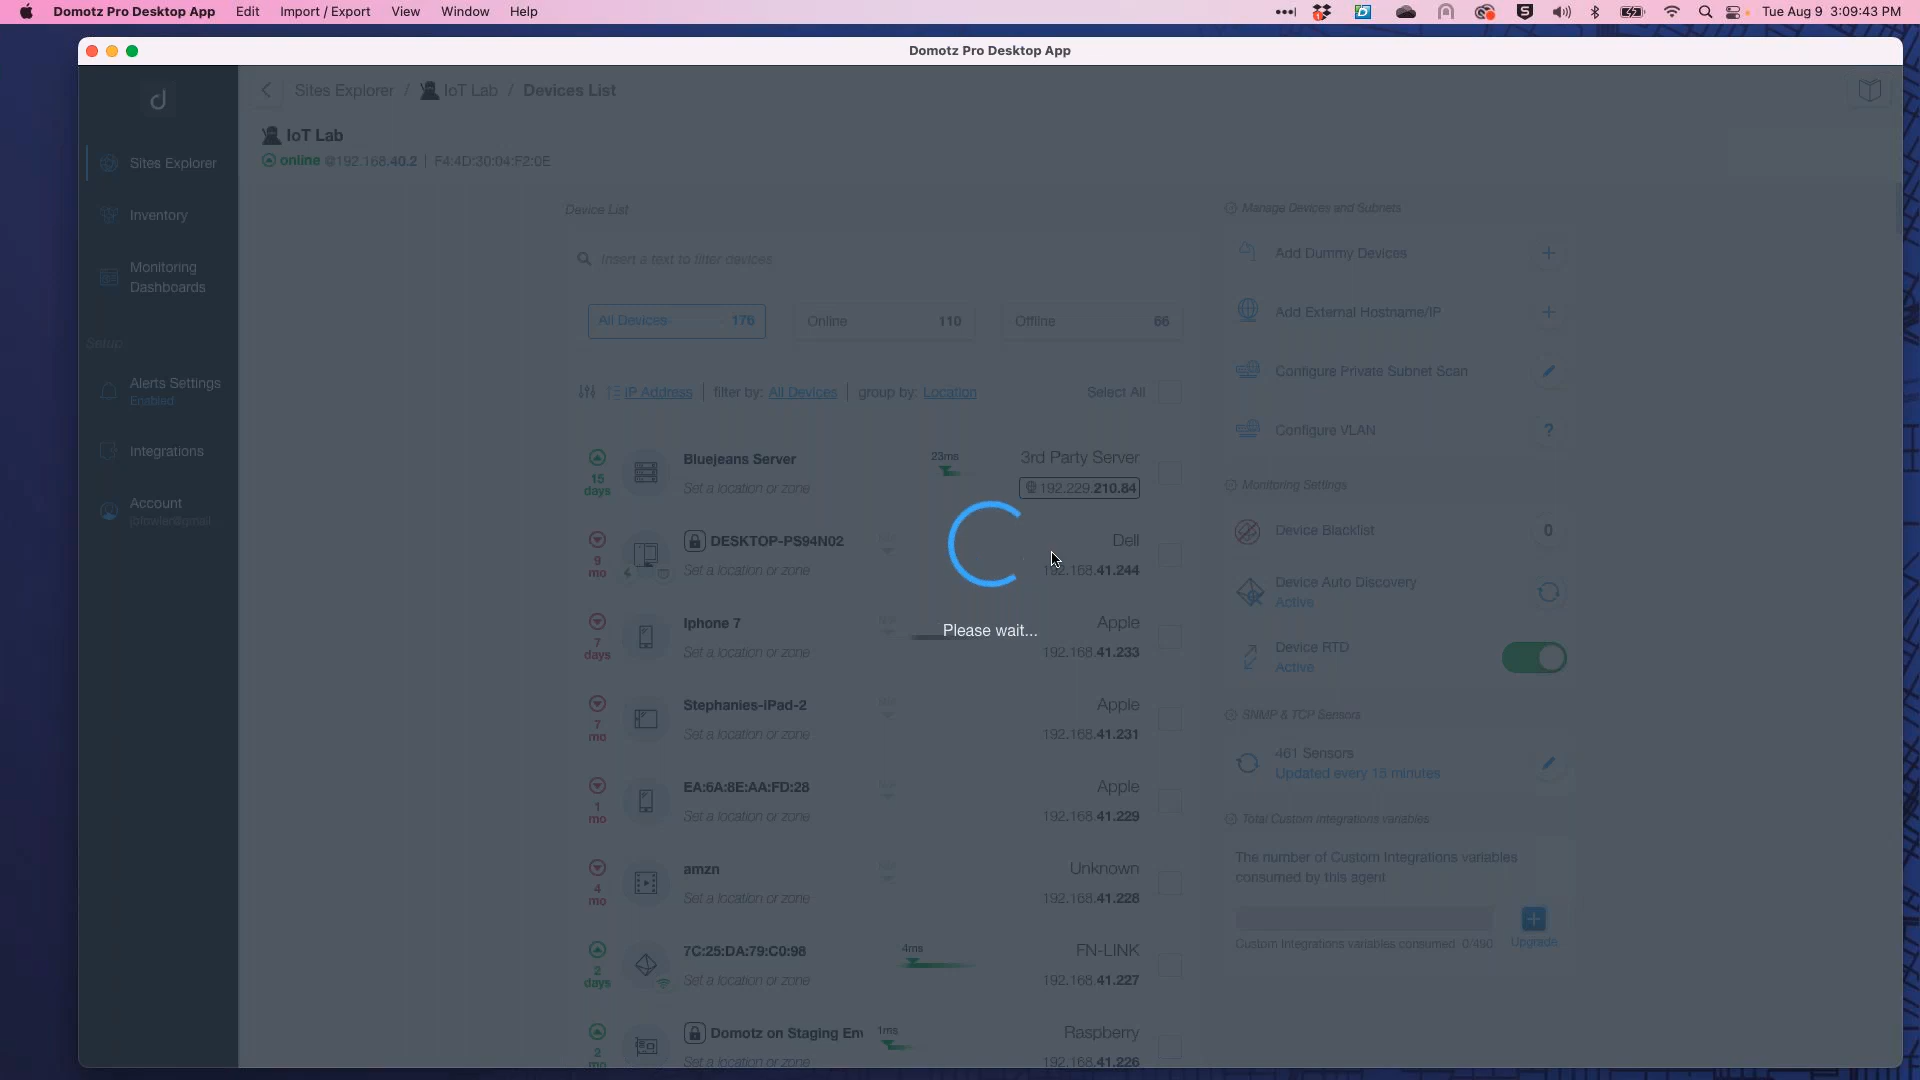 Domotz Pro Desktop App Edit Import / Export View Window Help
Tue Aug 9 3:09:43 PM
Domotz Pro Desktop App
Sites Explorer / IoT Lab / Devices List
IoT Lab
online @192.168.40.2 | F4:4D:30:04:F2:0E
Sites Explorer
Inventory
Monitoring
Dashboards
Setup
Alerts Settings
Enabled
Integrations
Account
Device List
Insert a text to filter devices
All Devices 176
Online 110
Offline 66
IP Address | filter by: All Devices | group by: Location
Select All
15
days
Bluejeans Server
Set a location or zone
23ms
3rd Party Server
192.229.210.84
9
mo
DESKTOP-PS94N02
Set a location or zone
Dell
192.168.41.244
7
days
Iphone 7
Set a location or zone
Apple
192.168.41.233
7
mo
Stephanies-iPad-2
Set a location or zone
Apple
192.168.41.231
1
mo
EA:6A:8E:AA:FD:28
Set a location or zone
Apple
192.168.41.229
4
mo
amzn
Set a location or zone
Unknown
192.168.41.228
2
days
7C:25:DA:79:C0:98
Set a location or zone
4ms
FN-LINK
192.168.41.227
2
mo
Domotz on Staging Env
Set a location or zone
1ms
Raspberry
192.168.41.226
Please wait...
Manage Devices and Subnets
Add Dummy Devices
Add External Hostname/IP
Configure Private Subnet Scan
Configure VLAN ?
Monitoring Settings
Device Blacklist 0
Device Auto Discovery
Active
Device RTD
Active
SNMP & TCP Sensors
461 Sensors
Updated every 15 minutes
Total Custom Integrations variables
The number of Custom Integrations variables
consumed by this agent
Custom Integrations variables consumed 0/490
Upgrade